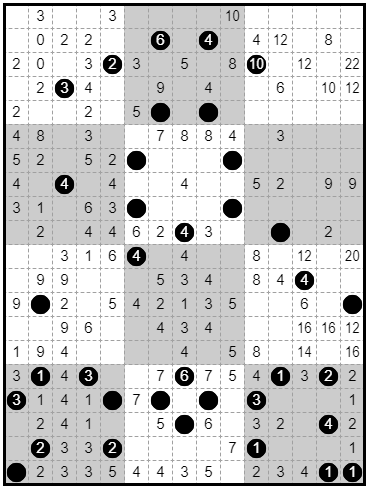 3 3 10
0 2 2 6 4 4 12 8
2 0 3 2 3 5 8 10 12 22
2 3 4 9 4 6 10 12
2 2 5
4 8 3 7 8 8 4 3
5 2 5 2
4 4 4 4 5 2 9 9
3 1 6 3
2 4 4 6 2 4 3 2
3 1 6 4 4 8 12 20
9 9 5 3 4 8 4 4
9 2 5 4 2 1 3 5 6
9 6 4 3 4 16 16 12
1 9 4 4 5 8 14 16
3 1 4 3 7 6 7 5 4 1 3 2 2
3 1 4 1 7 3 1
2 4 1 5 6 3 2 4 2
2 3 3 2 7 1 1
2 3 3 5 4 4 3 5 2 3 4 1 1